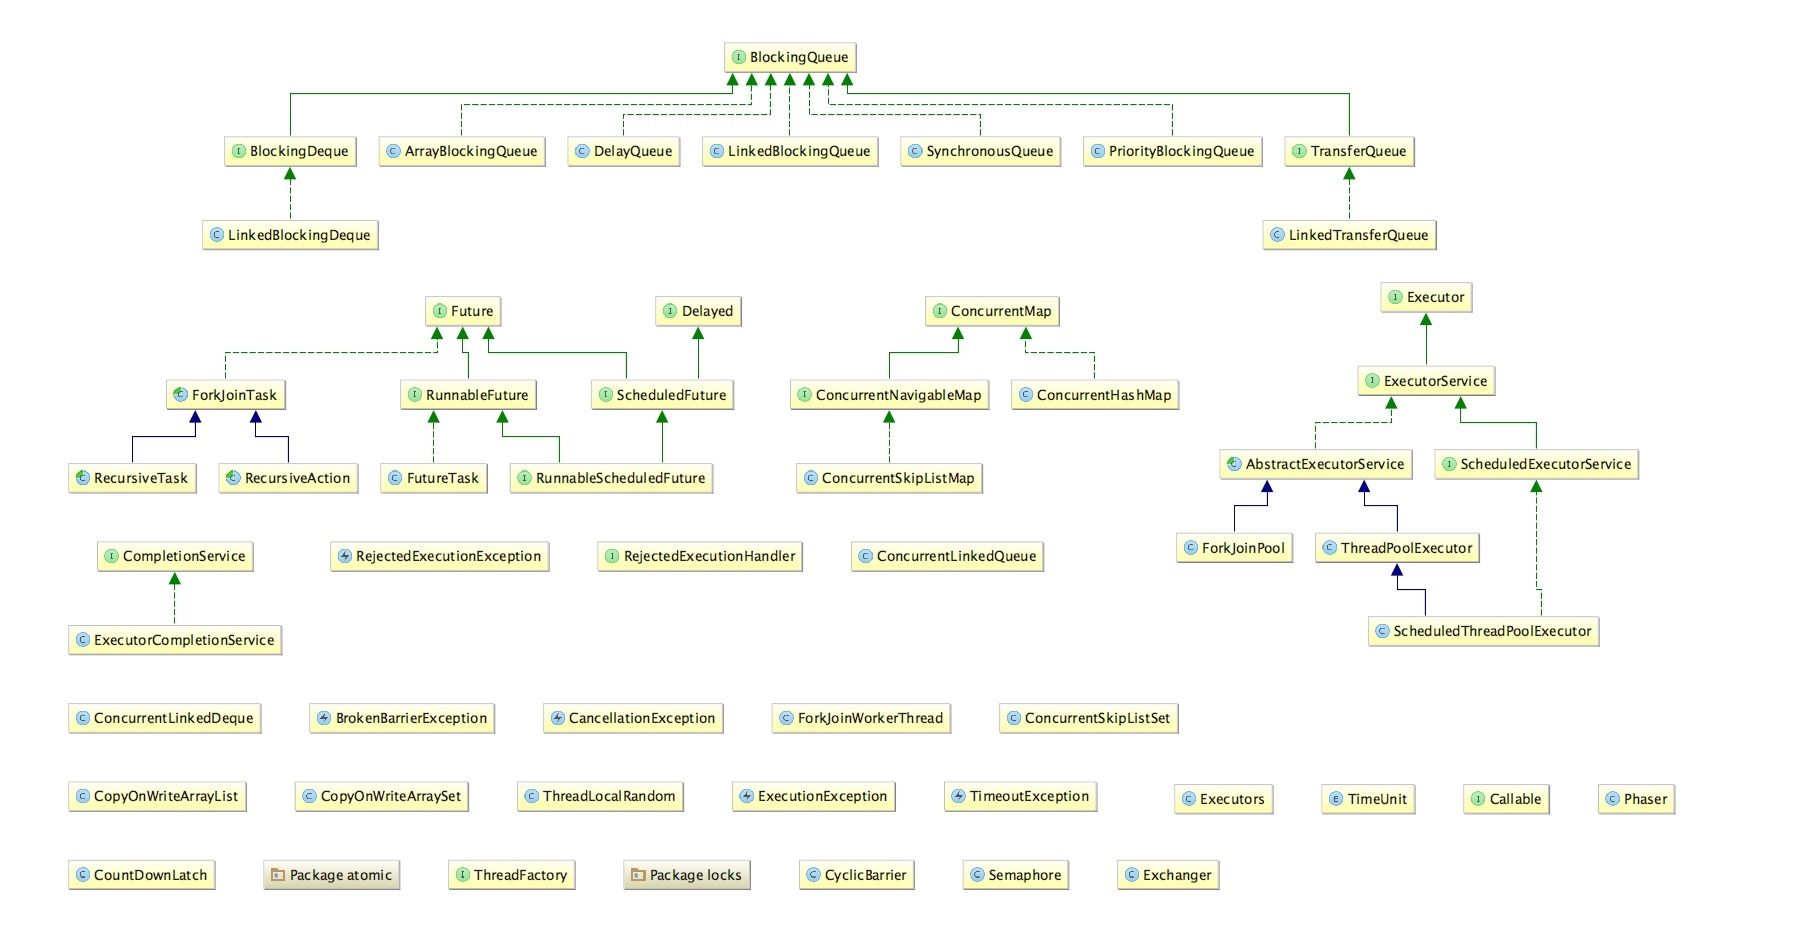 BlockingQueue
BlockingDeque ArrayBlockingQueue DelayQueue LinkedBlockingQueue SynchronousQueue PriorityBlockingQueue TransferQueue
LinkedBlockingDeque LinkedTransferQueue
Future Delayed ConcurrentMap Executor
ForkJoinTask RunnableFuture ScheduledFuture ConcurrentNavigableMap ConcurrentHashMap ExecutorService
RecursiveTask RecursiveAction FutureTask RunnableScheduledFuture ConcurrentSkipListMap AbstractExecutorService ScheduledExecutorService
CompletionService RejectedExecutionException RejectedExecutionHandler ConcurrentLinkedQueue ForkJoinPool ThreadPoolExecutor
ExecutorCompletionService ScheduledThreadPoolExecutor
ConcurrentLinkedDeque BrokenBarrierException CancellationException ForkJoinWorkerThread ConcurrentSkipListSet
CopyOnWriteArrayList CopyOnWriteArraySet ThreadLocalRandom ExecutionException TimeoutException Executors TimeUnit Callable Phaser
CountDownLatch Package atomic ThreadFactory Package locks CyclicBarrier Semaphore Exchanger